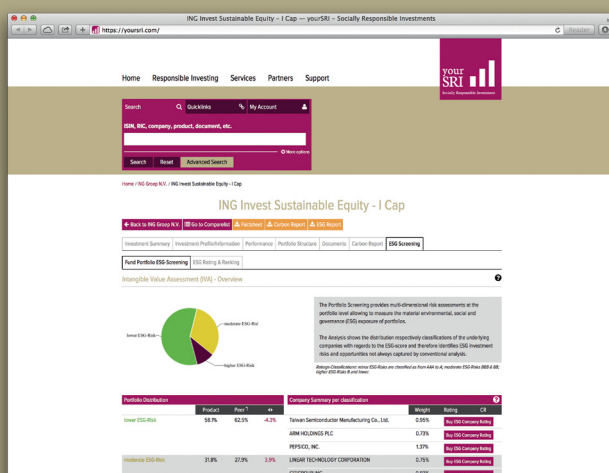 ING Invest Sustainable Equity - I Cap — yourSRI - Socially Responsible Investments
https://yoursri.com/
Reader
Home Responsible Investing Services Partners Support
your
SRI
Socially Responsible Investment
Search Quicklinks My Account
ISIN, RIC, company, product, document, etc.
More options
Search Reset Advanced Search
Home / ING Groep N.V. / ING Invest Sustainable Equity - I Cap
ING Invest Sustainable Equity - I Cap
Back to ING Groep N.V. Go to Comparelist Factsheet Carbon Report ESG Report
Investment Summary Investment Profile/Information Performance Portfolio Structure Documents Carbon Report ESG Screening
Fund Portfolio ESG-Screening ESG Rating & Ranking
Intangible Value Assessment (IVA) - Overview
lower ESG-Risk
moderate ESG-Risk
higher ESG-Risk
The Portfolio Screening provides multi-dimensional risk assessments at the
portfolio level allowing to measure the material environmental, social and
governance (ESG) exposure of portfolios.
The Analysis shows the distribution respectively classifications of the underlying
companies with regards to the ESG-score and therefore identifies ESG investment
risks and opportunities not always captured by conventional analysis.
Ratings-Classifications: minor ESG-Risks are classified as from AAA to A; moderate ESG-Risks BBB & BB;
higher ESG-Risks B and lower.
Portfolio Distribution
Product Peer
lower ESG-Risk 58.1% 62.5% -4.3%
moderate ESG-Risk 31.8% 27.9% 3.9%
Company Summary per classification
Weight Rating CR
Taiwan Semiconductor Manufacturing Co., Ltd. 0.95% Buy ESG Company Rating
ARM HOLDINGS PLC 0.73% Buy ESG Company Rating
PEPSICO, INC. 1.37% Buy ESG Company Rating
LINEAR TECHNOLOGY CORPORATION 0.75% Buy ESG Company Rating